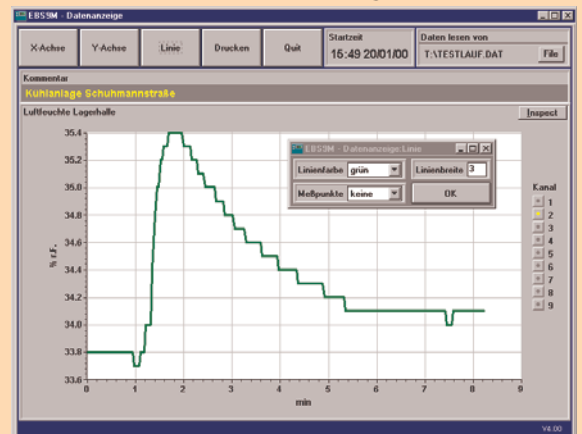 EBS9M - Datenanzeige
X-Achse Y-Achse Linie Drucken Quit
Startzeit
15:49 20/01/00
Daten lesen von
T:\TESTLAUF.DAT File
Kommentar
Kühlanlage Schuhmannstraße
Luftfeuchte Lagerhalle
Inspect
EBS9M - Datenanzeige:Linie
Linienfarbe grün Linienbreite 3
Meßpunkte keine OK
Kanal
1
2
3
4
5
6
7
8
9
% r.F.
35.4
35.2
35.0
34.8
34.6
34.4
34.2
34.0
33.8
33.6
0 1 2 3 4 5 6 7 8 9
min
V4.00